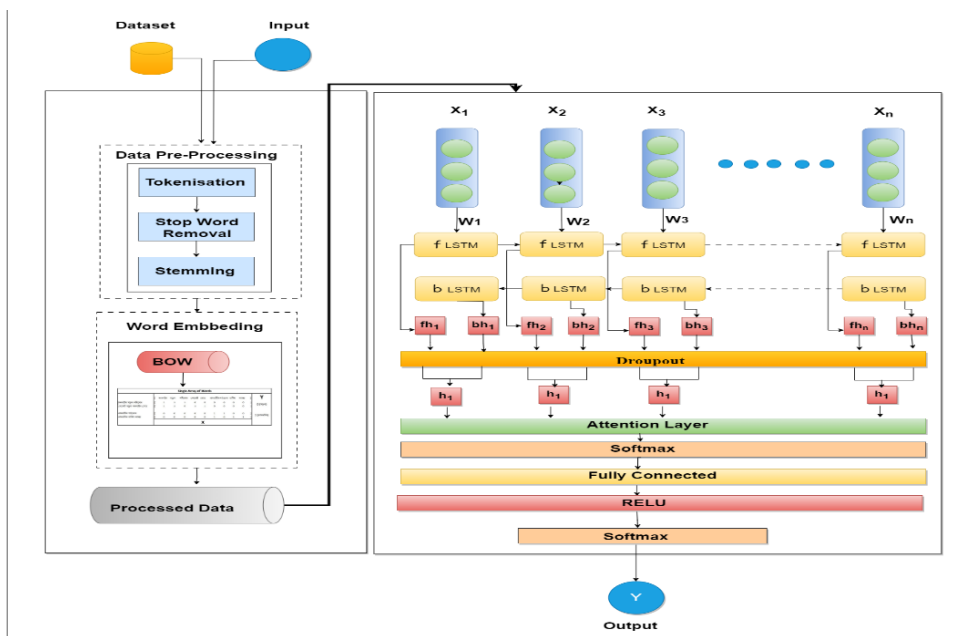 Dataset
Input
Data Pre-Processing
Tokenisation
Stop Word
Removal
Stemming
Word Embbeding
BOW
Y
X
Processed Data
X1 X2 X3 Xn
W1 W2 W3 Wn
f LSTM f LSTM f LSTM f LSTM
b LSTM b LSTM b LSTM b LSTM
fh1 bh1 fh2 bh2 fh3 bh3 fhn bhn
Droupout
h1 h1 h1 h1
Attention Layer
Softmax
Fully Connected
RELU
Softmax
Y
Output